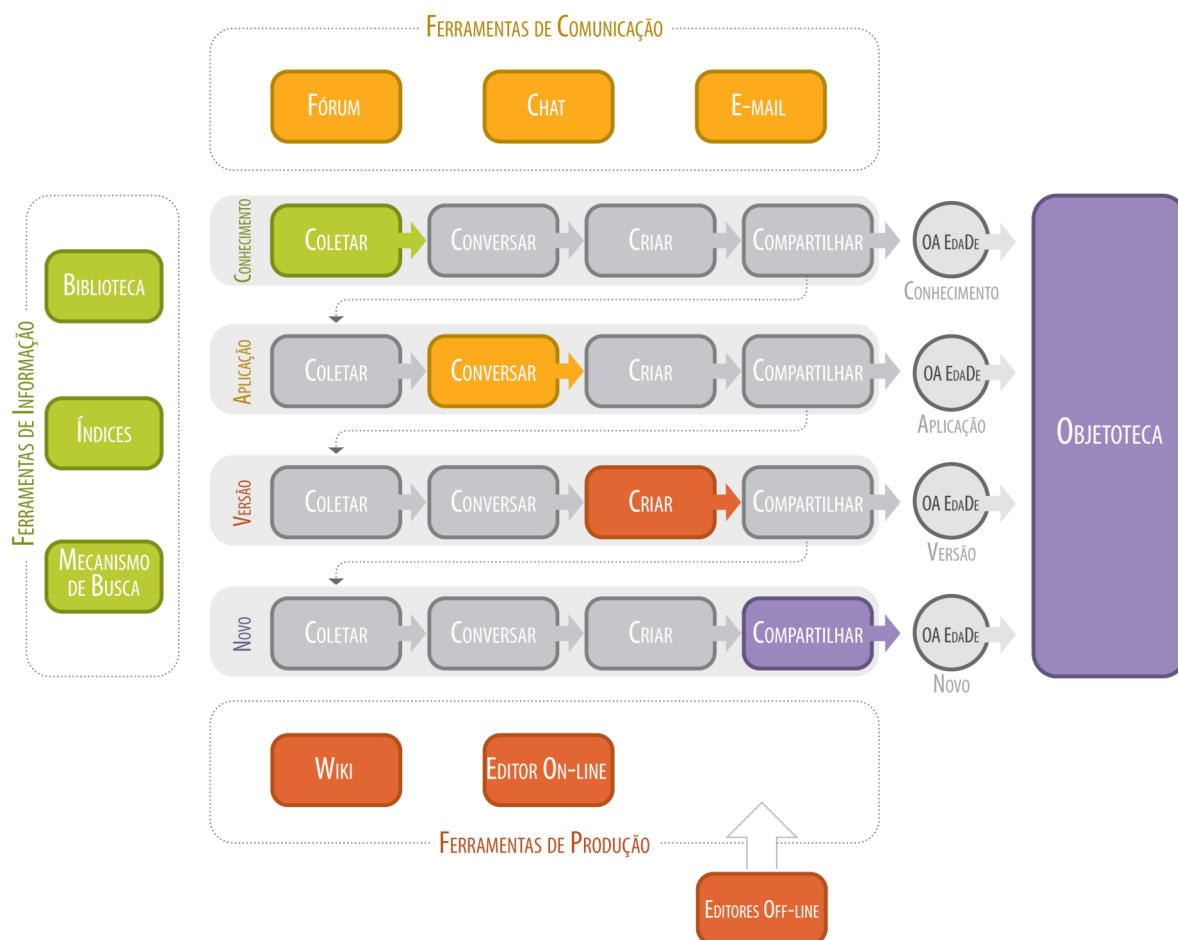 Ferramentas de Comunicação
Fórum
Chat
E-mail
Ferramentas de Informação
Biblioteca
Índices
Mecanismo
de Busca
Conhecimento
Coletar
Conversar
Criar
Compartilhar
OA EdaDe
Conhecimento
Aplicação
Coletar
Conversar
Criar
Compartilhar
OA EdaDe
Aplicação
Versão
Coletar
Conversar
Criar
Compartilhar
OA EdaDe
Versão
Novo
Coletar
Conversar
Criar
Compartilhar
OA EdaDe
Novo
Objetoteca
Wiki
Editor On-line
Ferramentas de Produção
Editores Off-line